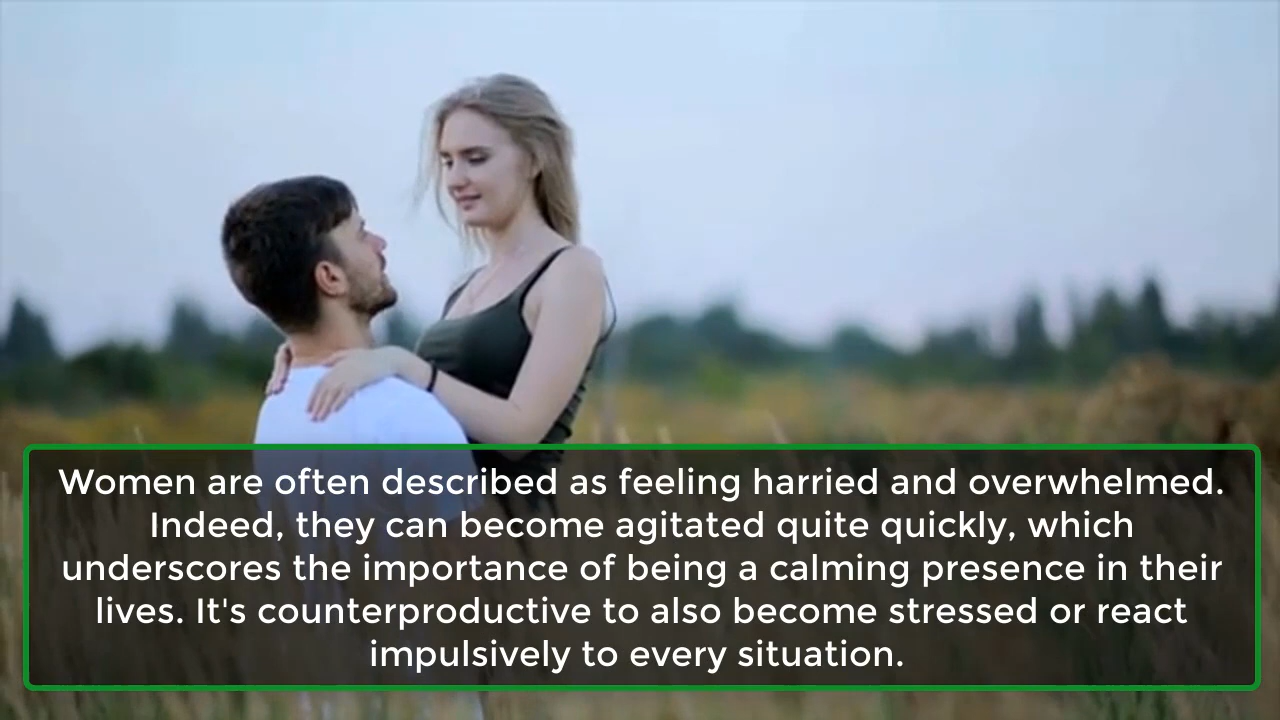 Women are often described as feeling harried and overwhelmed.
Indeed, they can become agitated quite quickly, which
underscores the importance of being a calming presence in their
lives. It's counterproductive to also become stressed or react
impulsively to every situation.